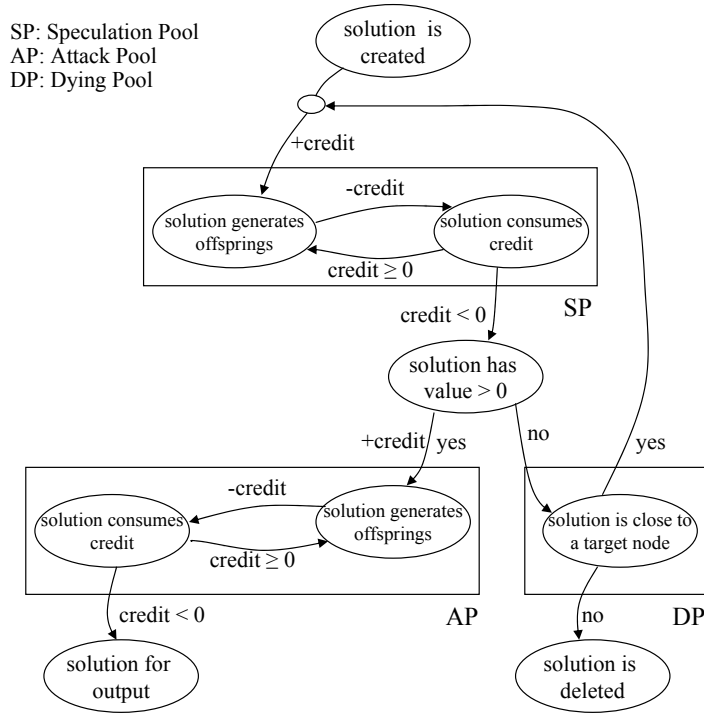 SP: Speculation Pool
AP: Attack Pool
DP: Dying Pool
solution is
created
+credit
-credit
solution generates
offsprings
solution consumes
credit
credit ≥ 0
SP
credit < 0
solution has
value > 0
+credit yes
no
yes
-credit
solution consumes
credit
solution generates
offsprings
credit ≥ 0
solution is close to
a target node
AP
DP
credit < 0
no
solution for
output
solution is
deleted